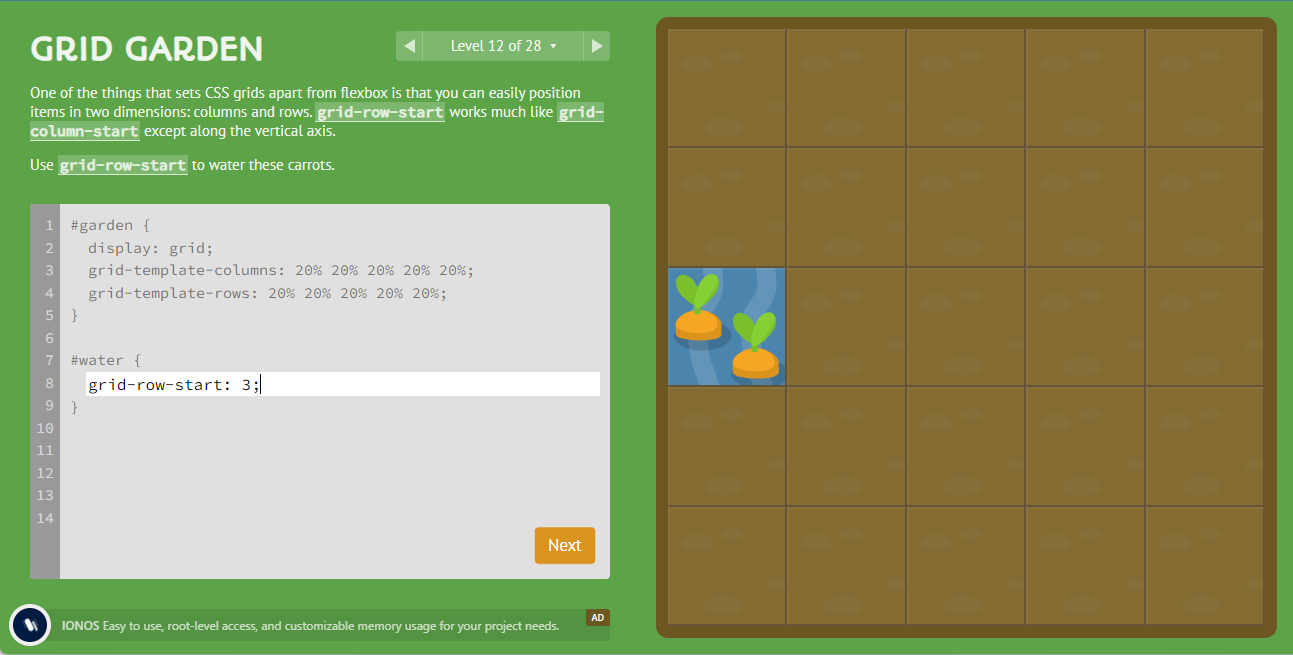 GRID GARDEN
Level 12 of 28
One of the things that sets CSS grids apart from flexbox is that you can easily position
items in two dimensions: columns and rows. grid-row-start works much like grid-
column-start except along the vertical axis.
Use grid-row-start to water these carrots.
1 #garden {
2 display: grid;
3 grid-template-columns: 20% 20% 20% 20% 20%;
4 grid-template-rows: 20% 20% 20% 20% 20%;
5 }
6
7 #water {
8 grid-row-start: 3;
9 }
10
11
12
13
14
Next
IONOS Easy to use, root-level access, and customizable memory usage for your project needs.
AD